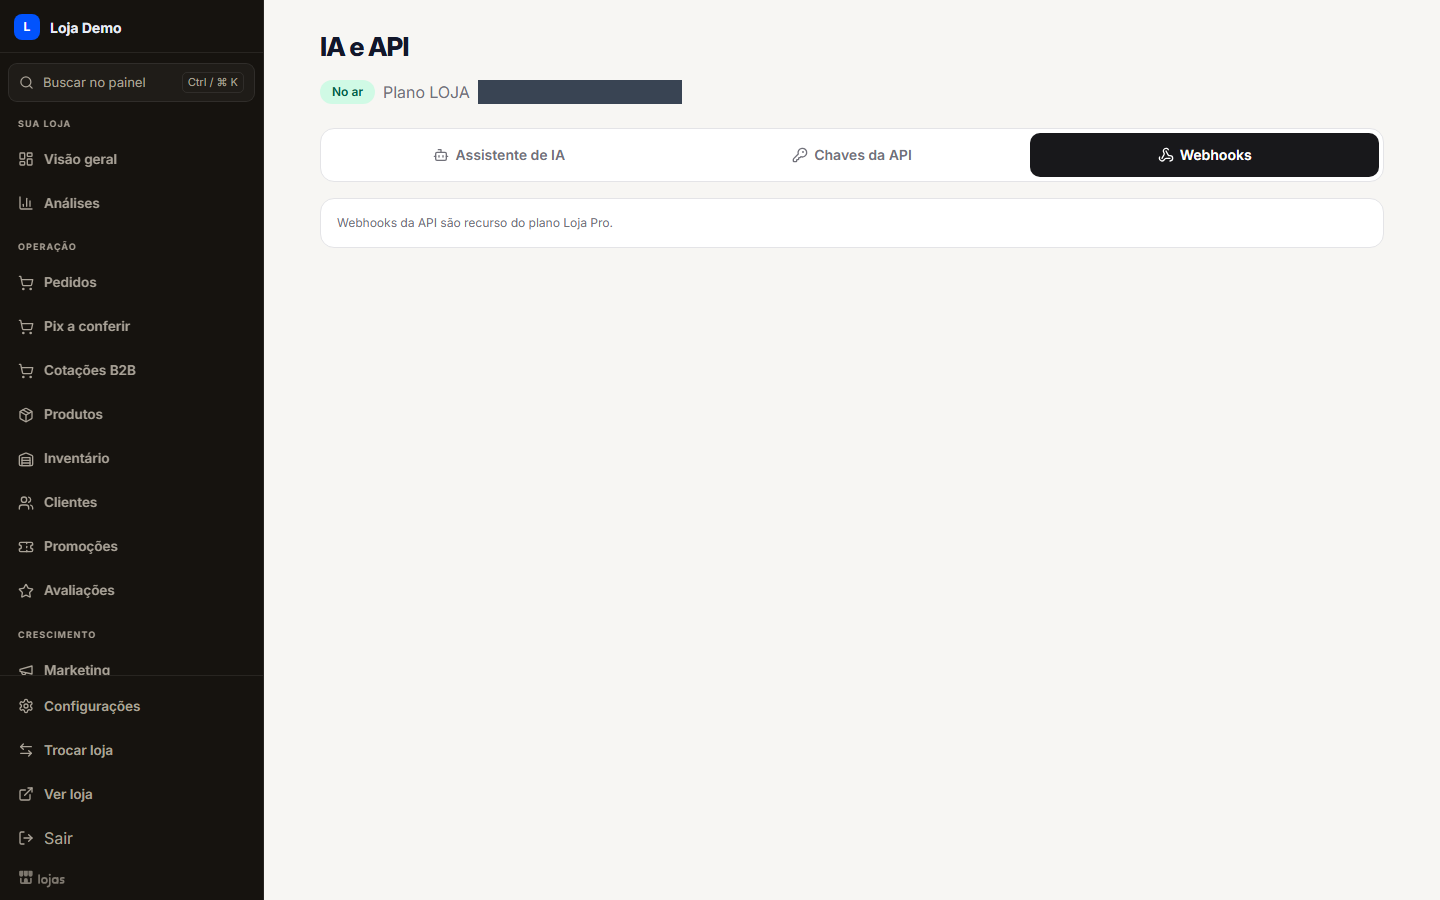 L Loja Demo
Buscar no painel Ctrl / ⌘ K
SUA LOJA
Visão geral
Análises
OPERAÇÃO
Pedidos
Pix a conferir
Cotações B2B
Produtos
Inventário
Clientes
Promoções
Avaliações
CRESCIMENTO
Marketing
Configurações
Trocar loja
Ver loja
Sair
lojas
IA e API
No ar Plano LOJA
Assistente de IA Chaves da API Webhooks
Webhooks da API são recurso do plano Loja Pro.